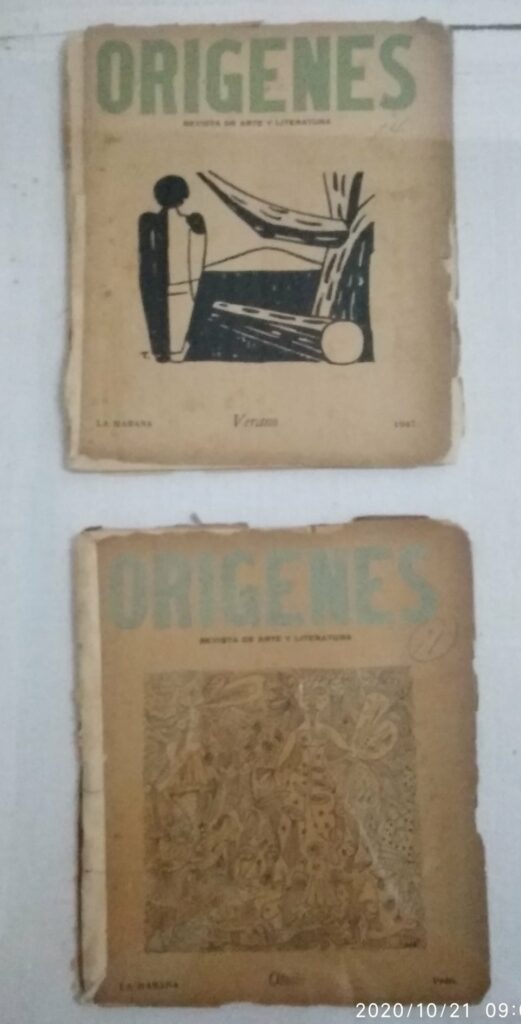 ORIGENES
REVISTA DE ARTE Y LITERATURA
T.
LA HABANA Verano 1947
ORIGENES
REVISTA DE ARTE Y LITERATURA
LA HABANA
2020/10/21 09: